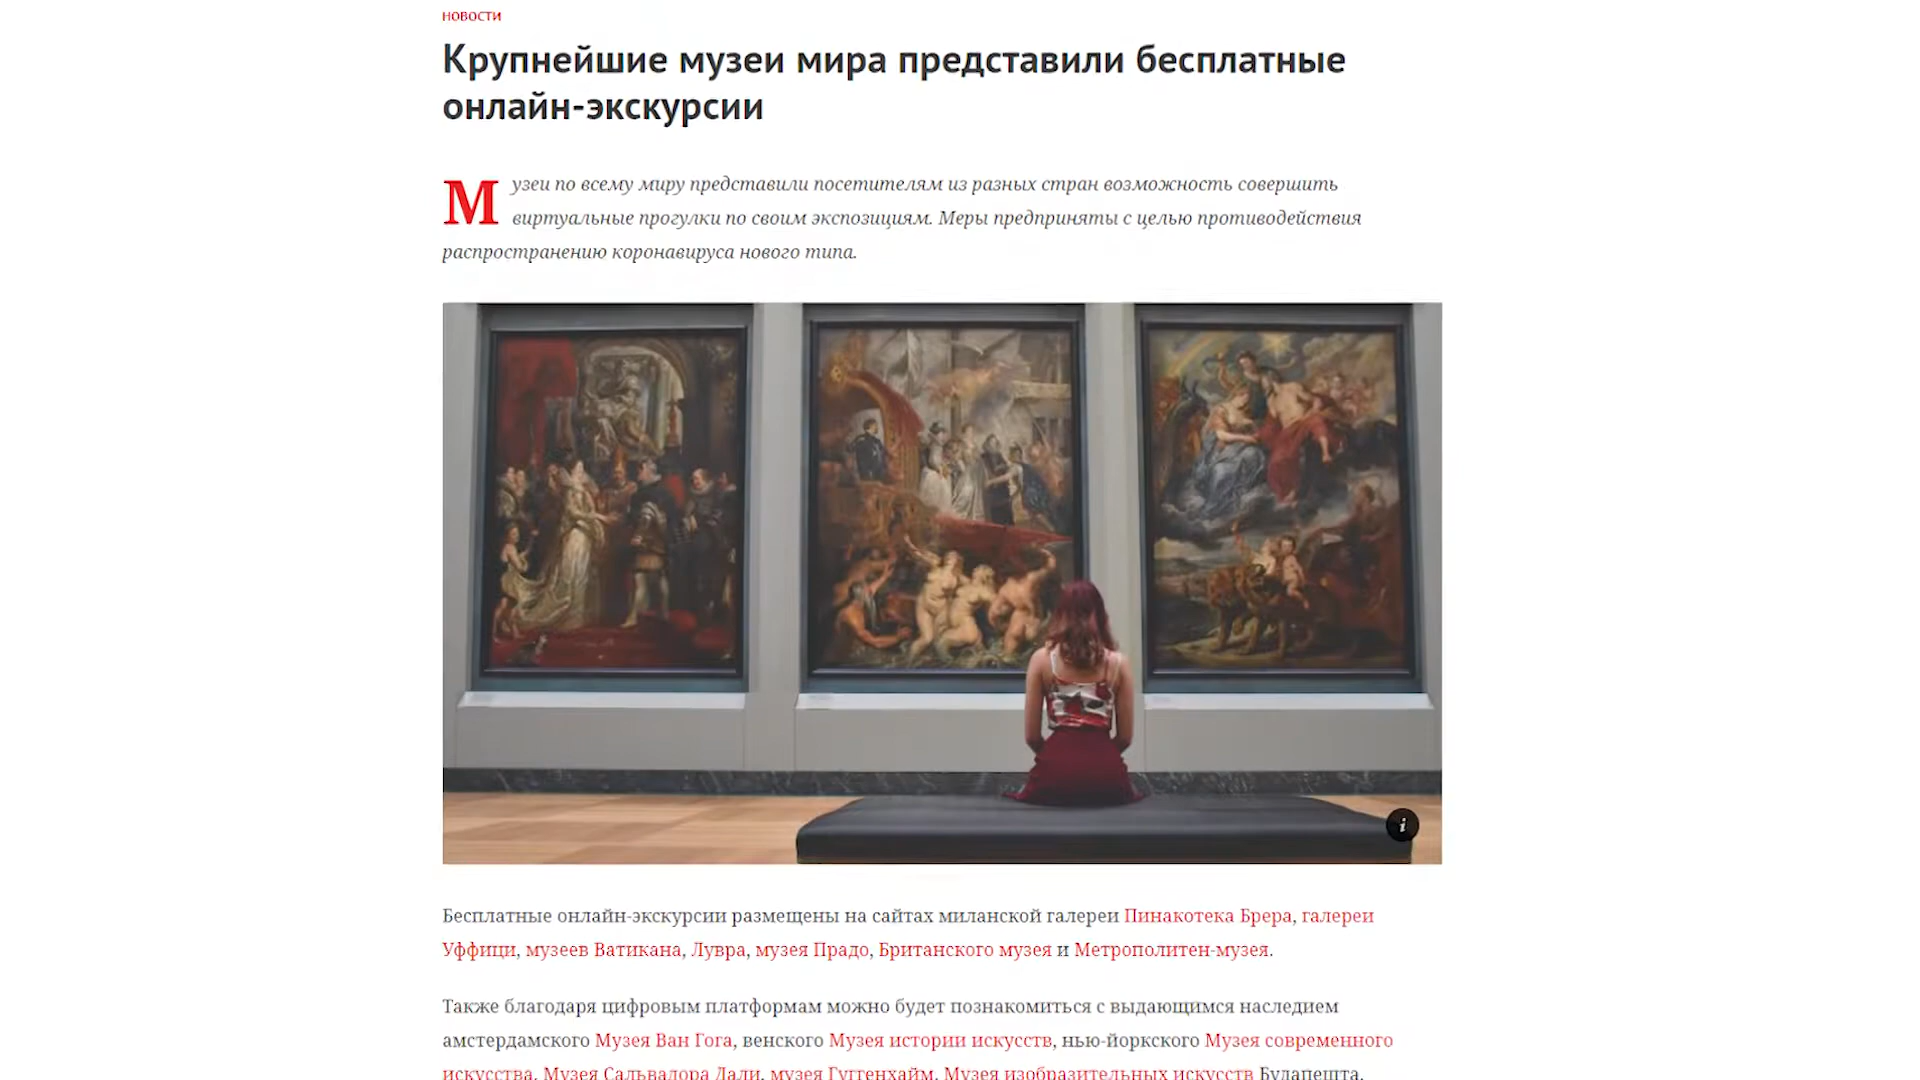 НОВОСТИ
Крупнейшие музеи мира представили бесплатные
онлайн-экскурсии
Музеи по всему миру представили посетителям из разных стран возможность совершить
виртуальные прогулки по своим экспозициям. Меры предприняты с целью противодействия
распространению коронавируса нового типа.
i
Бесплатные онлайн-экскурсии размещены на сайтах миланской галереи Пинакотека Брера, галереи
Уффици, музеев Ватикана, Лувра, музея Прадо, Британского музея и Метрополитен-музея.
Также благодаря цифровым платформам можно будет познакомиться с выдающимся наследием
амстердамского Музея Ван Гога, венского Музея истории искусств, нью-йоркского Музея современного
искусства, Музея Сальвадора Дали, музея Гуггенхайм, Музея изобразительных искусств Будапешта,